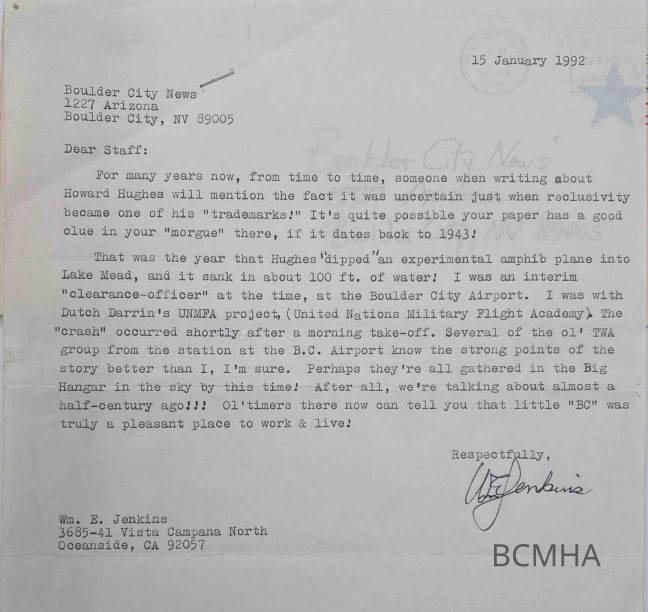 15 January 1992
Boulder City News
1227 Arizona
Boulder City, NV 89005
Dear Staff:
For many years now, from time to time, someone when writing about
Howard Hughes will mention the fact it was uncertain just when reclusivity
became one of his "trademarks!" It's quite possible your paper has a good
clue in your "morgue" there, if it dates back to 1943!
That was the year that Hughes "dipped" an experimental amphib plane into
Lake Mead, and it sank in about 100 ft. of water! I was an interim
"clearance-officer" at the time, at the Boulder City Airport. I was with
Dutch Darrin's UNMFA project, (United Nations Military Flight Academy). The
"crash" occurred shortly after a morning take-off. Several of the ol' TWA
group from the station at the B.C. Airport know the strong points of the
story better than I, I'm sure. Perhaps they're all gathered in the Big
Hangar in the sky by this time! After all, we're talking about almost a
half-century ago!!! Ol'timers there now can tell you that little "BC" was
truly a pleasant place to work & live!
Respectfully,
Wm E Jenkins
Wm. E. Jenkins
3685-41 Vista Campana North
Oceanside, CA 92057
BCMHA
Boulder City News